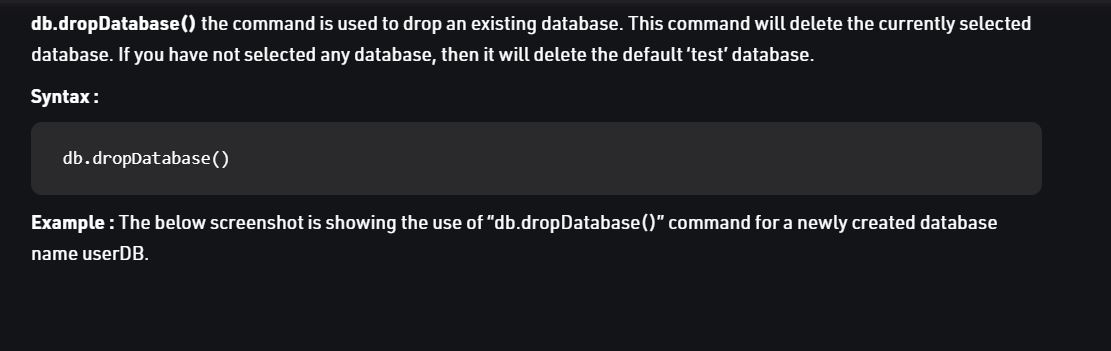 db.dropDatabase() the command is used to drop an existing database. This command will delete the currently selected
database. If you have not selected any database, then it will delete the default ‘test’ database.
Syntax :
db.dropDatabase()
Example : The below screenshot is showing the use of “db.dropDatabase()” command for a newly created database
name userDB.